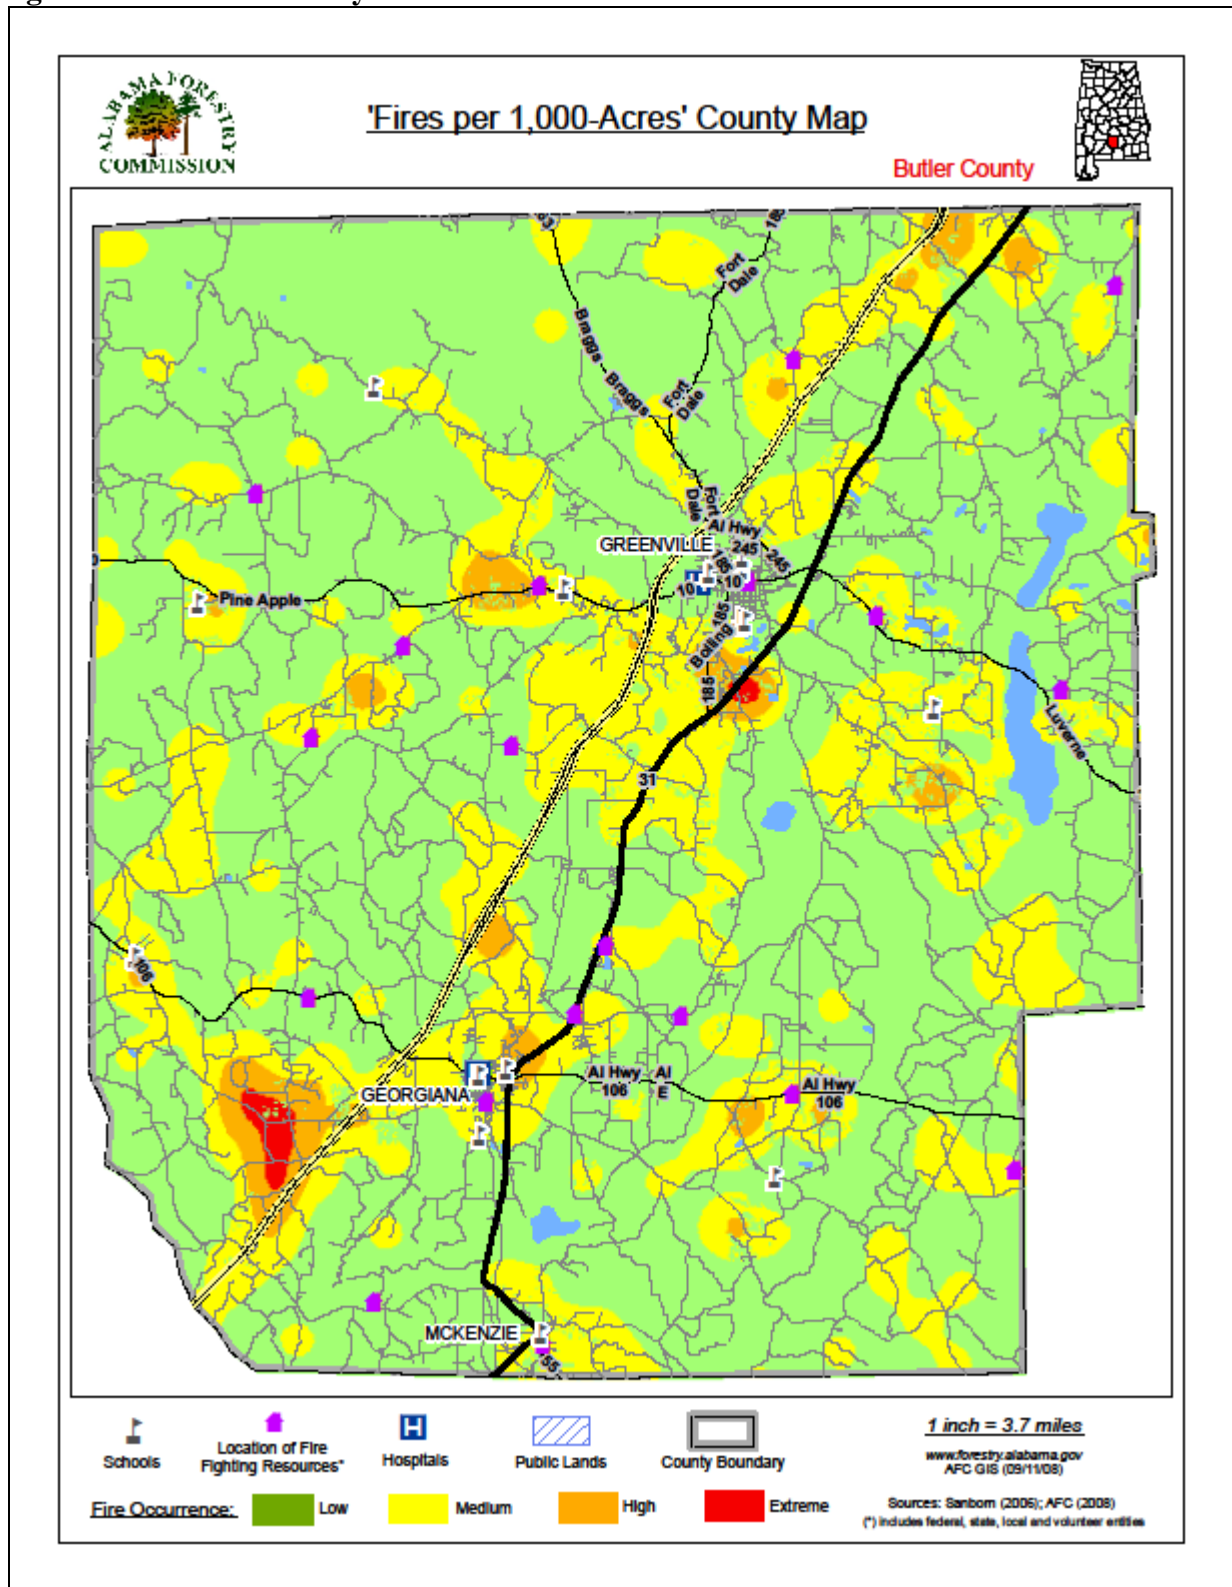 ALABAMA FORESTRY
COMMISSION
'Fires per 1,000-Acres' County Map
Butler County
185
Fort
Dale
Braggs
Braggs
Fort
Dale
Fort
Dale
Al Hwy
GREENVILLE
245
245
185
10
10
Pine Apple
185
Bolling
185
Luverne
31
106
Al Hwy
106
Al
E
Al Hwy
106
GEORGIANA
MCKENZIE
55
Schools
Location of Fire
Fighting Resources*
H
Hospitals
Public Lands
County Boundary
1 inch = 3.7 miles
www.forestry.alabama.gov
AFC GIS (09/11/08)
Fire Occurrence:
Low
Medium
High
Extreme
Sources: Sanborn (2006); AFC (2008)
(*) includes federal, state, local and volunteer entities